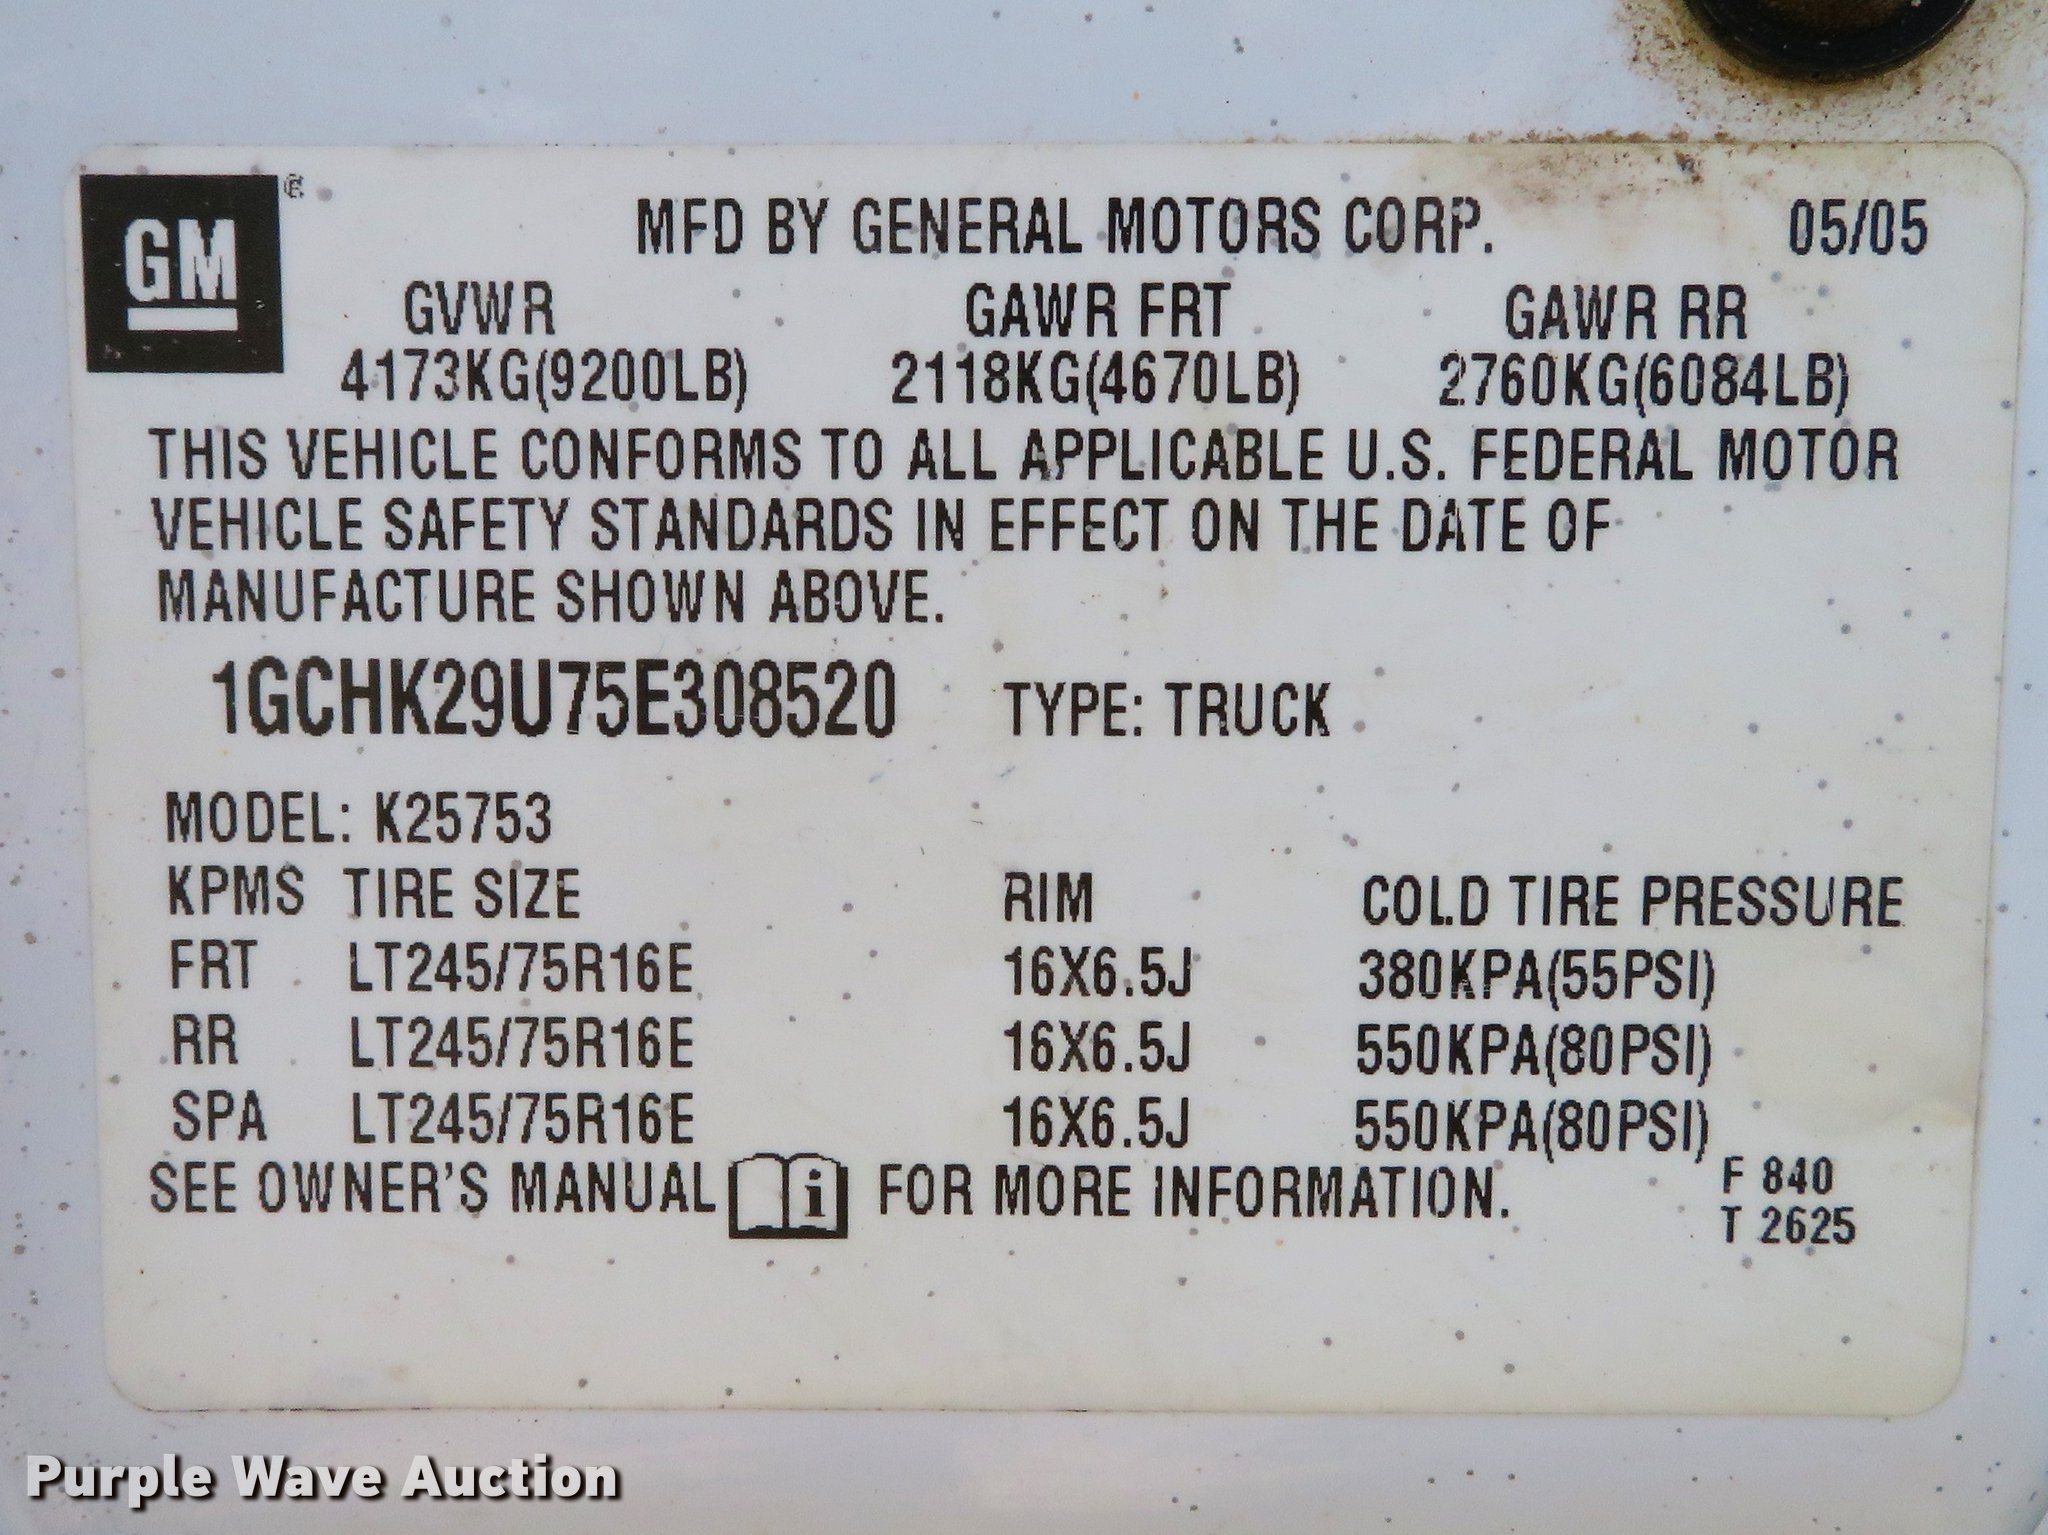 GM ®
MFD BY GENERAL MOTORS CORP. 05/05
GVWR GAWR FRT GAWR RR
4173KG(9200LB) 2118KG(4670LB) 2760KG(6084LB)
THIS VEHICLE CONFORMS TO ALL APPLICABLE U.S. FEDERAL MOTOR
VEHICLE SAFETY STANDARDS IN EFFECT ON THE DATE OF
MANUFACTURE SHOWN ABOVE.
1GCHK29U75E308520 TYPE: TRUCK
MODEL: K25753
KPMS TIRE SIZE RIM COLD TIRE PRESSURE
FRT LT245/75R16E 16X6.5J 380KPA(55PSI)
RR LT245/75R16E 16X6.5J 550KPA(80PSI)
SPA LT245/75R16E 16X6.5J 550KPA(80PSI)
SEE OWNER'S MANUAL i FOR MORE INFORMATION.
F 840
T 2625
Purple Wave Auction